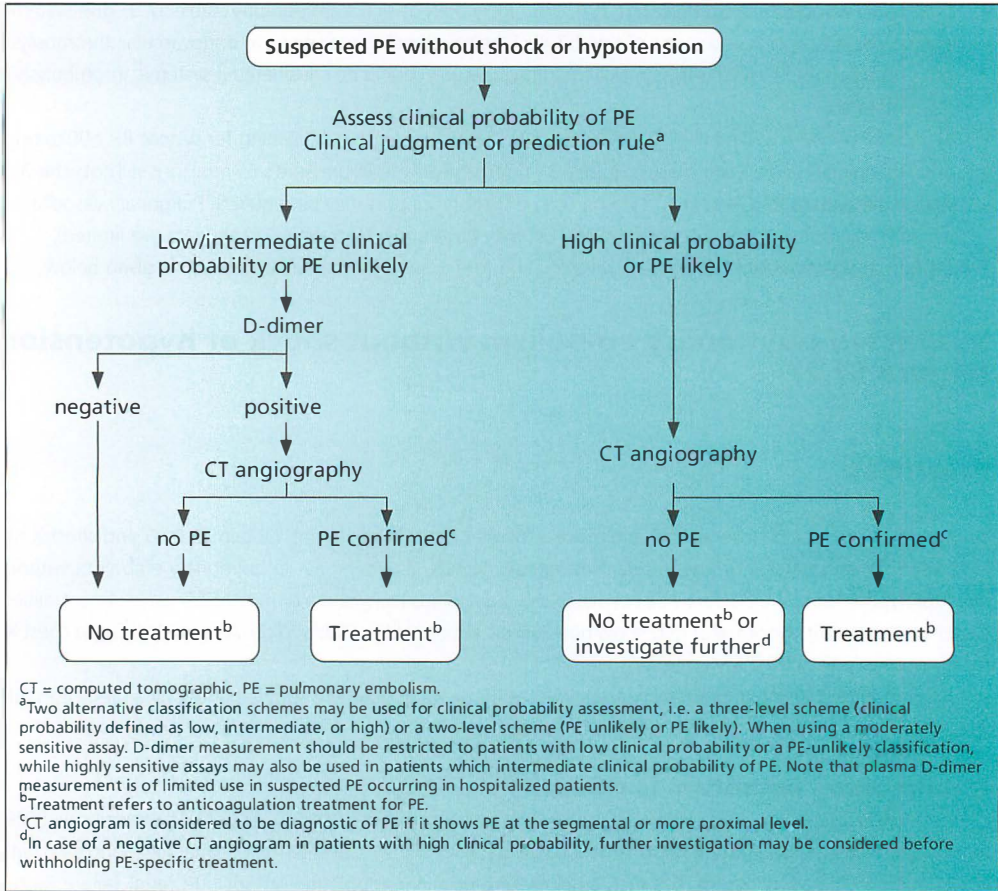 Suspected PE without shock or hypotension
Assess clinical probability of PE
Clinical judgment or prediction rule^a
Low/intermediate clinical
probability or PE unlikely
High clinical probability
or PE likely
D-dimer
negative
positive
CT angiography
CT angiography
no PE
PE confirmed^c
no PE
PE confirmed^c
No treatment^b
Treatment^b
No treatment^b or
investigate further^d
Treatment^b
CT = computed tomographic, PE = pulmonary embolism.
^aTwo alternative classification schemes may be used for clinical probability assessment, i.e. a three-level scheme (clinical
probability defined as low, intermediate, or high) or a two-level scheme (PE unlikely or PE likely). When using a moderately
sensitive assay. D-dimer measurement should be restricted to patients with low clinical probability or a PE-unlikely classification,
while highly sensitive assays may also be used in patients which intermediate clinical probability of PE. Note that plasma D-dimer
measurement is of limited use in suspected PE occurring in hospitalized patients.
^bTreatment refers to anticoagulation treatment for PE.
^cCT angiogram is considered to be diagnostic of PE if it shows PE at the segmental or more proximal level.
^dIn case of a negative CT angiogram in patients with high clinical probability, further investigation may be considered before
withholding PE-specific treatment.